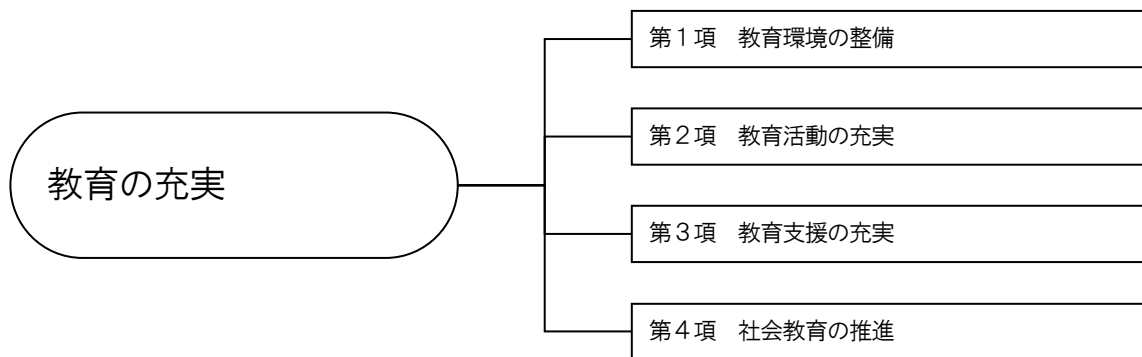 教育の充実
第１項　教育環境の整備
第２項　教育活動の充実
第３項　教育支援の充実
第４項　社会教育の推進